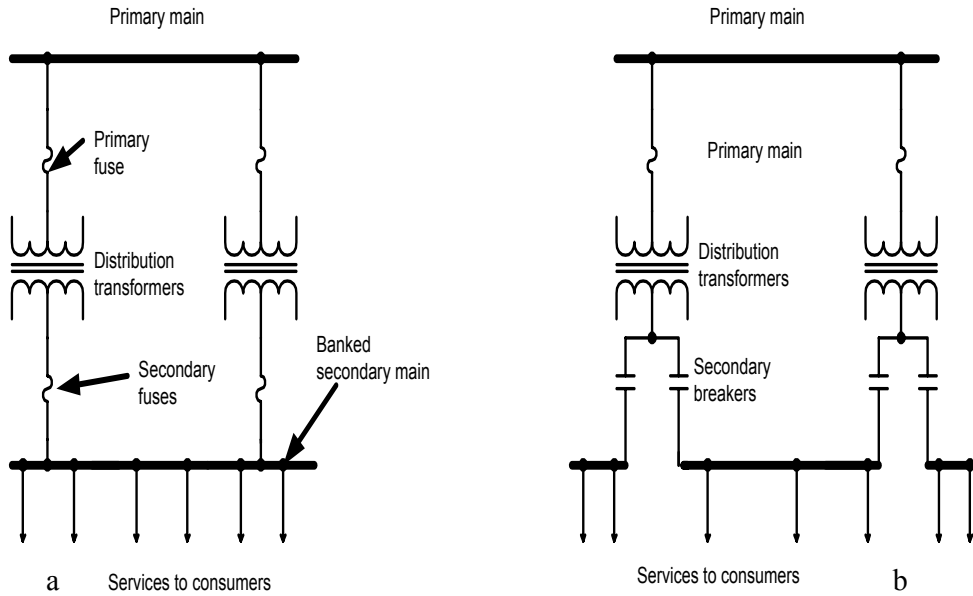 Primary main
Primary
fuse
Distribution
transformers
Banked
secondary main
Secondary
fuses
a
Services to consumers
Primary main
Primary main
Distribution
transformers
Secondary
breakers
Services to consumers
b